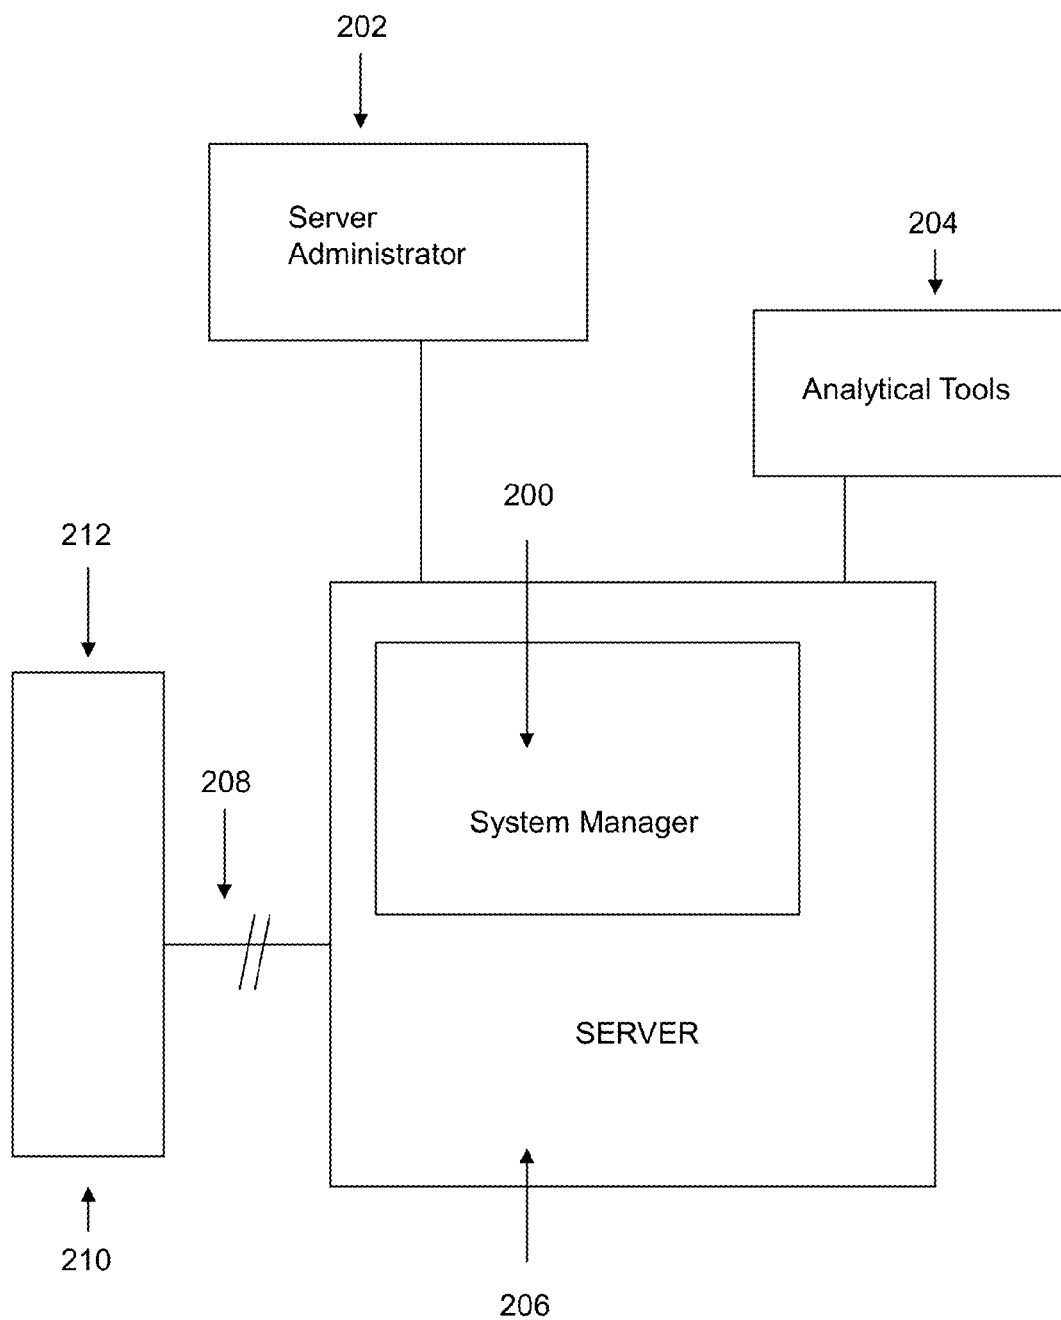 202
Server
Administrator
204
Analytical Tools
200
212
208
System Manager
SERVER
210
206